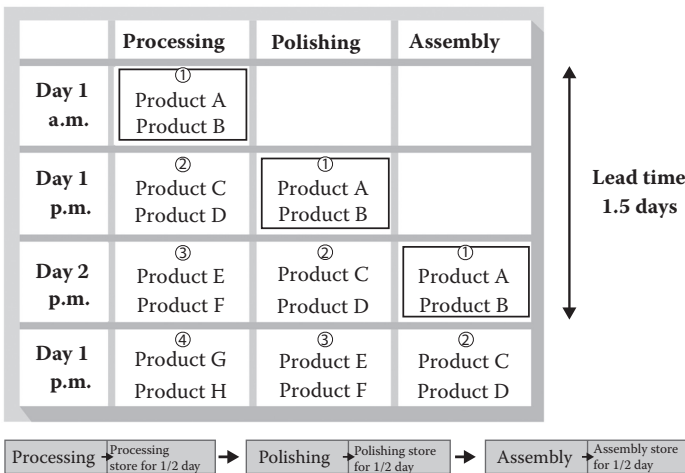 Processing Polishing Assembly
Day 1
a.m.
①
Product A
Product B
Day 1
p.m.
②
Product C
Product D
①
Product A
Product B
Day 2
p.m.
③
Product E
Product F
②
Product C
Product D
①
Product A
Product B
Day 1
p.m.
④
Product G
Product H
③
Product E
Product F
②
Product C
Product D
Lead time
1.5 days
Processing
Processing
store for 1/2 day
Polishing
Polishing store
for 1/2 day
Assembly
Assembly store
for 1/2 day